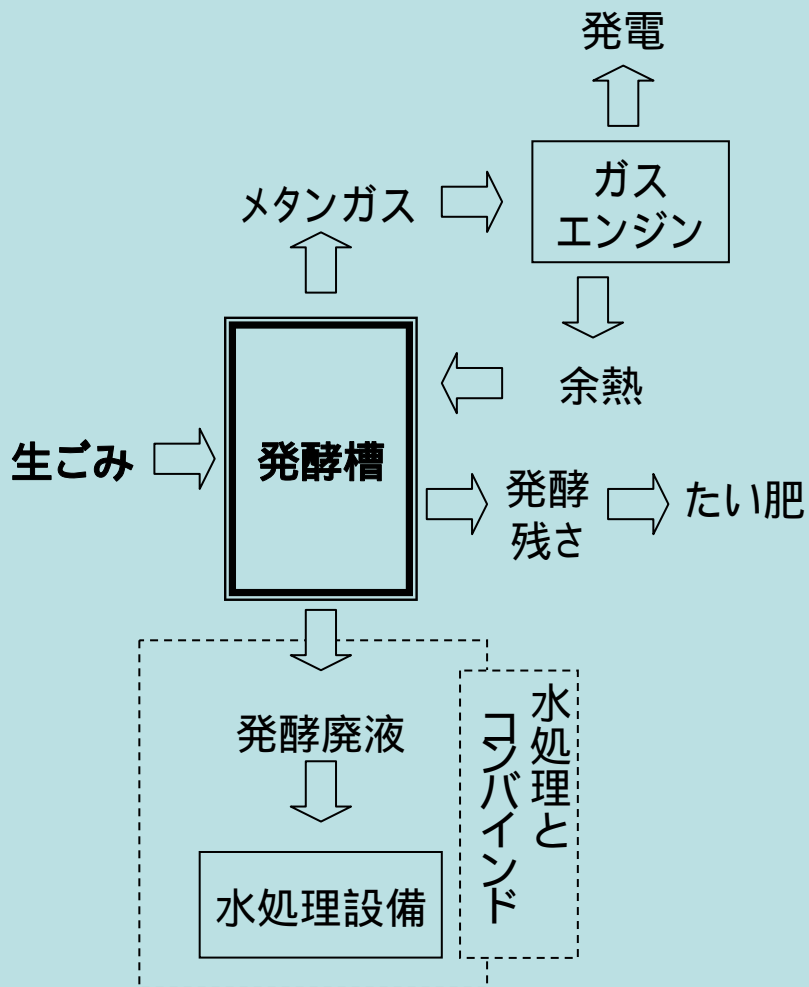 発電
ガス
エンジン
メタンガス
余熱
生ごみ
発酵槽
発酵
残さ
たい肥
発酵廃液
水処理設備
水処理と
コンバインド